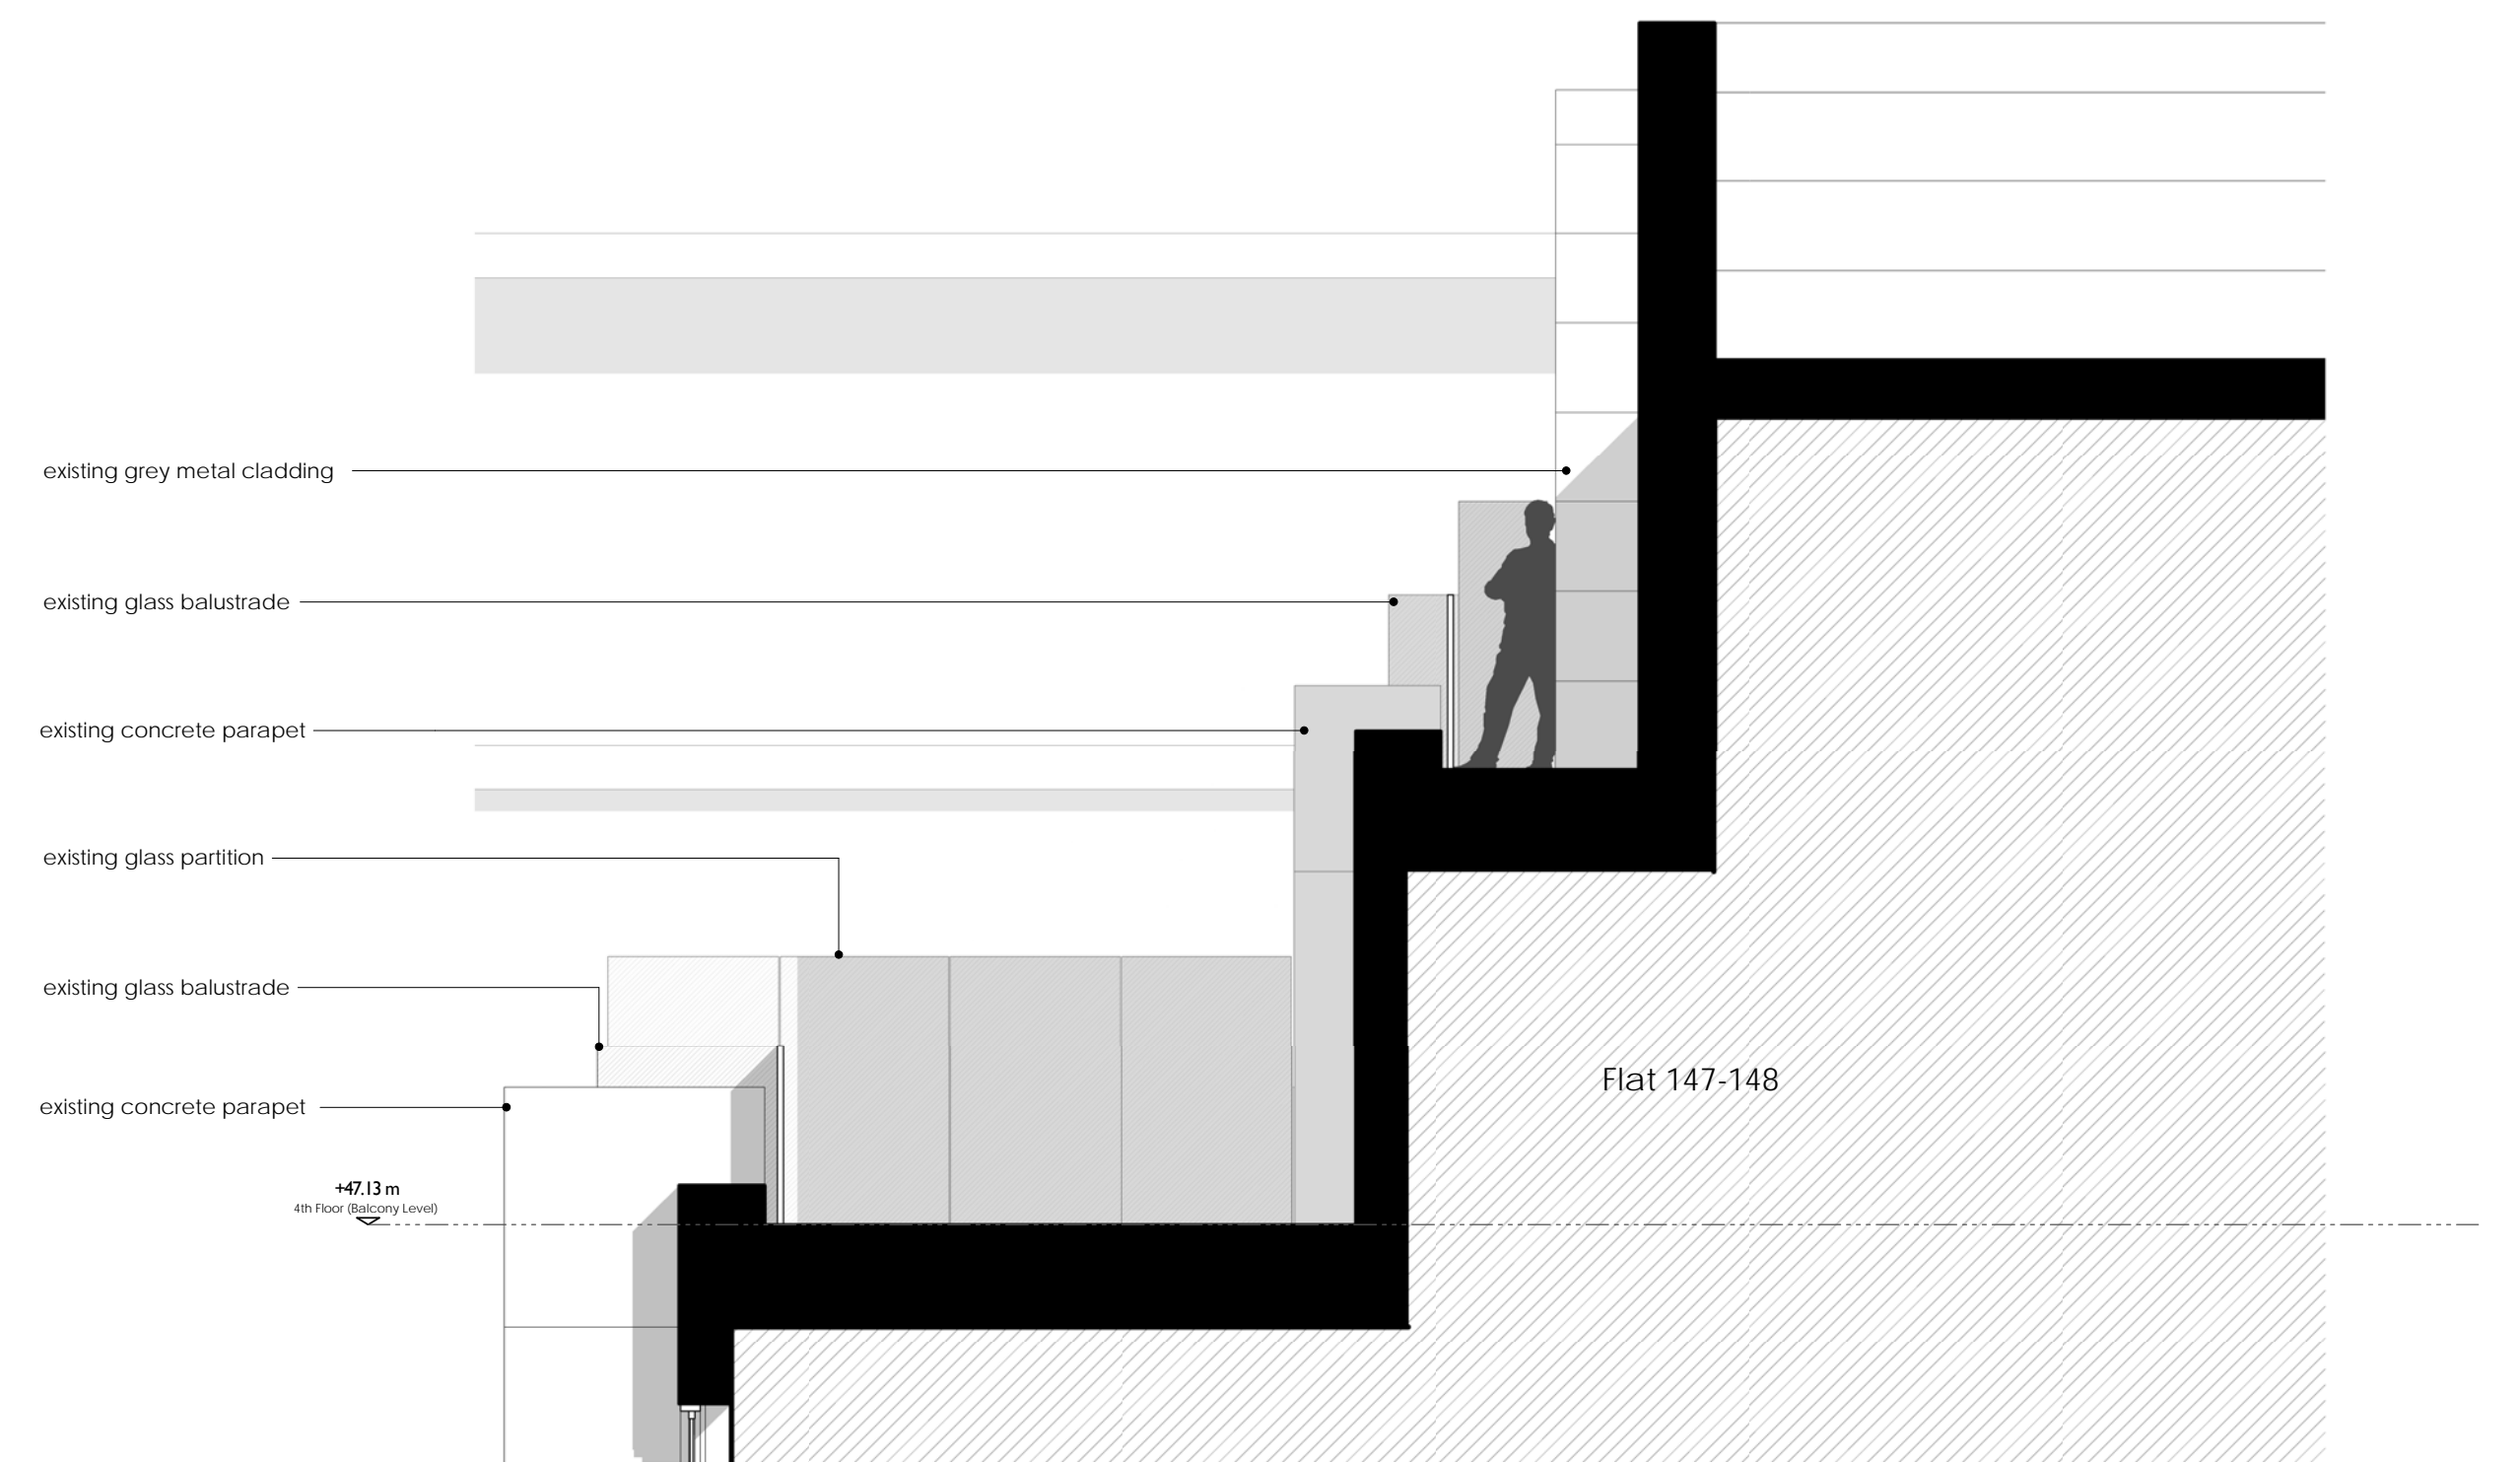 existing grey metal cladding
existing glass balustrade
existing concrete parapet
existing glass partition
existing glass balustrade
Flat 147-148
existing concrete parapet
+47.13 m
4th Floor (Balcony Level)